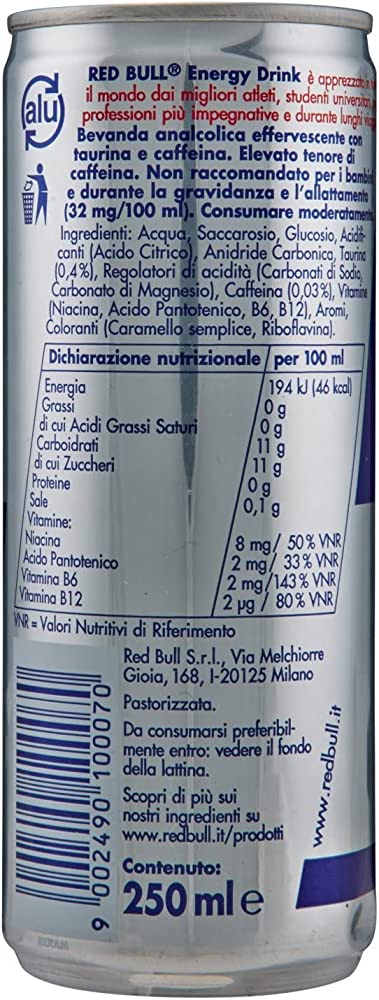 alu
RED BULL® Energy Drink è apprezzato in
il mondo dai migliori atleti, studenti
professioni più impegnative e durante lunghi
Bevanda analcolica effervescente con
taurina e caffeina. Elevato tenore di
caffeina. Non raccomandato per i bambini
e durante la gravidanza e l'allattamento
(32 mg/100 ml). Consumare moderatamente.
Ingredienti: Acqua, Saccarosio, Glucosio, Acidifi-
canti (Acido Citrico), Anidride Carbonica, Taurina
(0,4%), Regolatori di acidità (Carbonati di Sodio,
Carbonato di Magnesio), Caffeina (0,03%), Vitamine
(Niacina, Acido Pantotenico, B6, B12), Aromi,
Coloranti (Caramello semplice, Riboflavina).
Dichiarazione nutrizionale per 100 ml
Energia 194 kJ (46 kcal)
Grassi 0 g
di cui Acidi Grassi Saturi 0 g
Carboidrati 11 g
di cui Zuccheri 11 g
Proteine 0 g
Sale 0,1 g
Vitamine:
Niacina 8 mg/ 50% VNR
Acido Pantotenico 2 mg/ 33% VNR
Vitamina B6 2 mg/143% VNR
Vitamina B12 2 µg/ 80% VNR
VNR = Valori Nutritivi di Riferimento
Red Bull S.r.l., Via Melchiorre
Gioia, 168, I-20125 Milano
Pastorizzata.
Da consumarsi preferibil-
mente entro: vedere il fondo
della lattina.
Scopri di più sui
nostri ingredienti su
www.redbull.it/prodotti
www.redbull.it
Contenuto:
250 ml e
9 002490 100070